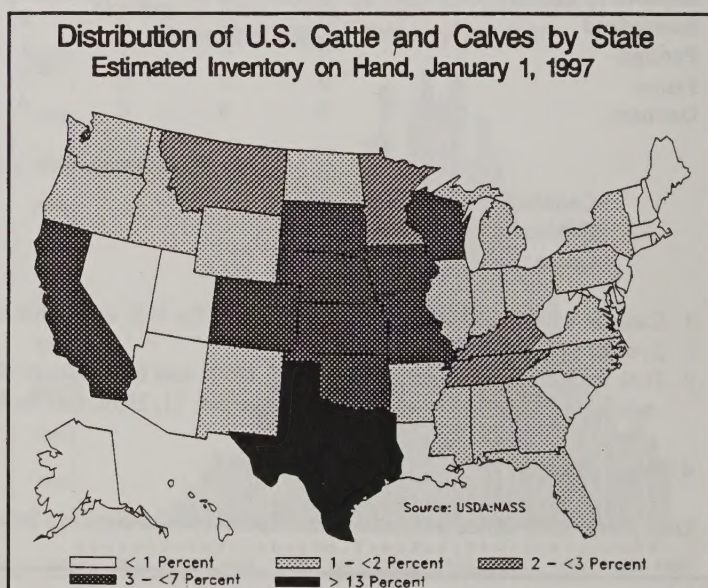 Distribution of U.S. Cattle and Calves by State
Estimated Inventory on Hand, January 1, 1997
Source: USDA:NASS
< 1 Percent
1 - <2 Percent
2 - <3 Percent
3 - <7 Percent
> 13 Percent